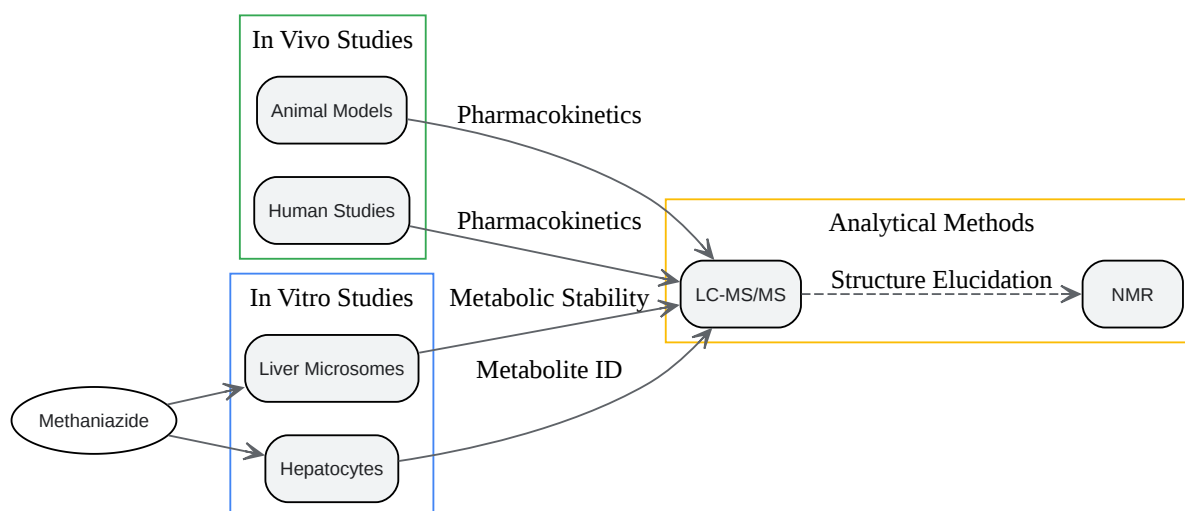 In Vivo Studies
Animal Models
Pharmacokinetics
Human Studies
Pharmacokinetics
Analytical Methods
LC-MS/MS
Structure Elucidation
NMR
In Vitro Studies
Metabolic Stability
Liver Microsomes
Metabolite ID
Methaniazide
Hepatocytes